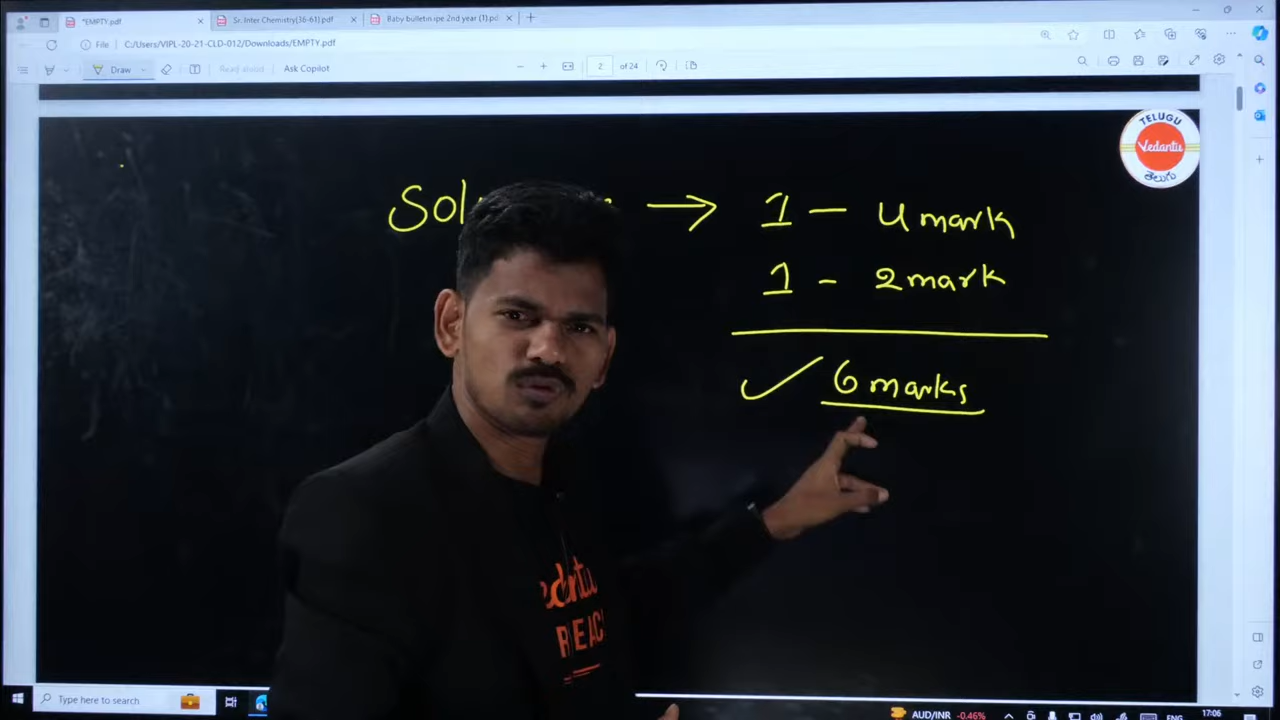 *EMPTY.pdf
Sr. Inter Chemistry(36-61).pdf
Baby bulletin ipe 2nd year (1).pdf
File
C:/Users/VIPL-20-21-CLD-012/Downloads/EMPTY.pdf
Draw
Read aloud
Ask Copilot
2 of 24
TELUGU
Vedantu
తెలుగు
→ 1 - 4 mark
1 - 2 mark
✓ 6 marks
Type here to search
AUD/INR -0.46%
ENG
17:06